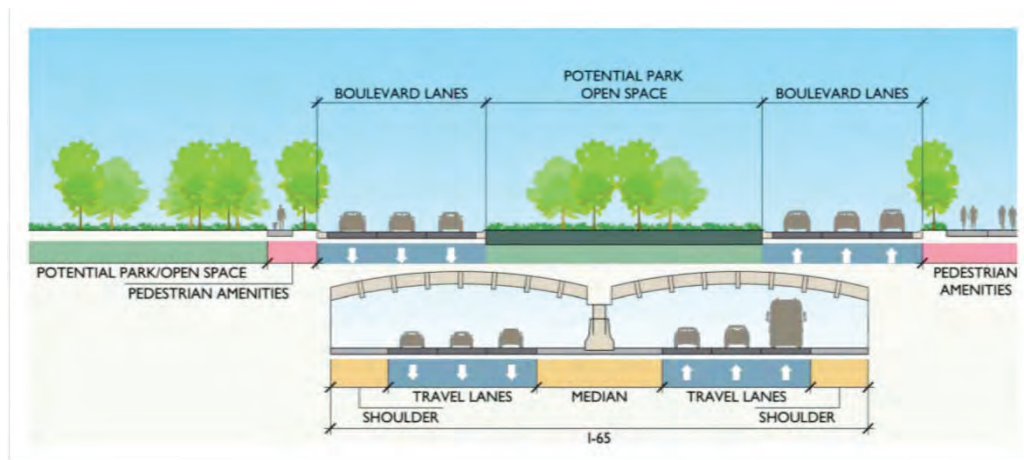 POTENTIAL PARK
OPEN SPACE
BOULEVARD LANES
BOULEVARD LANES
POTENTIAL PARK/OPEN SPACE
PEDESTRIAN AMENITIES
PEDESTRIAN
AMENITIES
TRAVEL LANES
MEDIAN
TRAVEL LANES
SHOULDER
SHOULDER
I-65